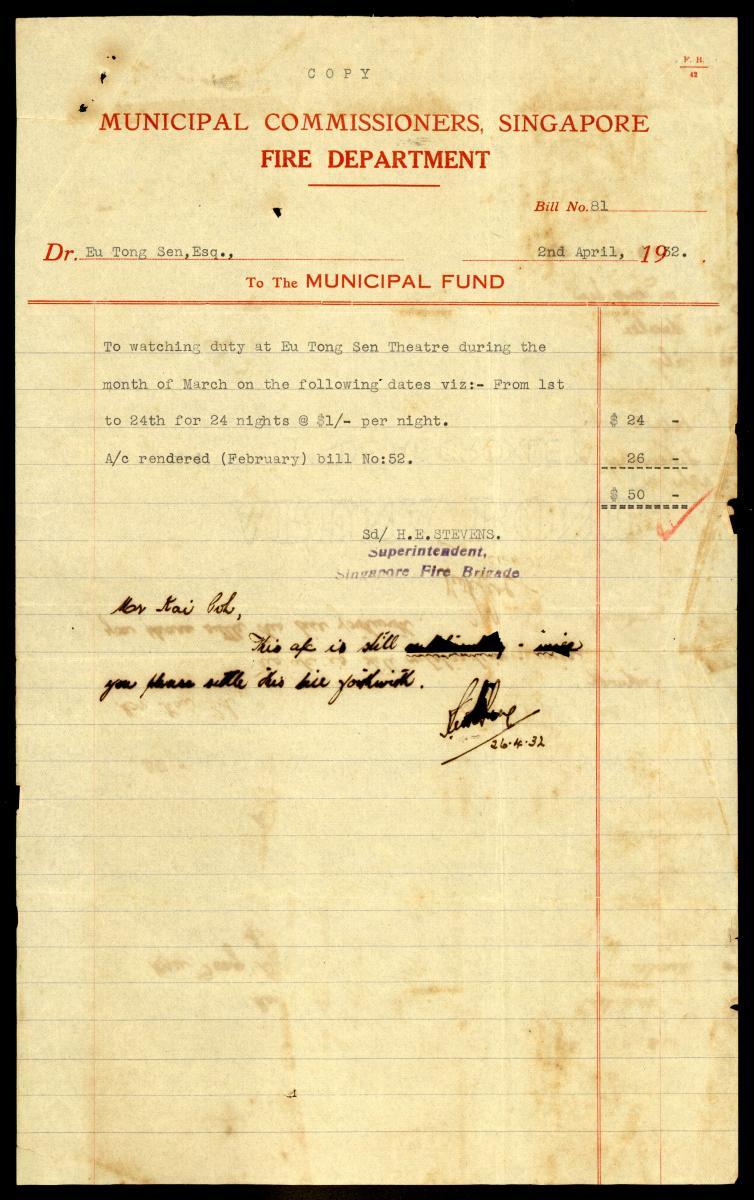 COPY
F. B.
42
MUNICIPAL COMMISSIONERS, SINGAPORE
FIRE DEPARTMENT
Bill No. 81
Dr. Eu Tong Sen,Esq., 2nd April, 1932.
To The MUNICIPAL FUND
To watching duty at Eu Tong Sen Theatre during the
month of March on the following dates viz:- From 1st
to 24th for 24 nights @ $1/- per night. $ 24 -
A/c rendered (February) bill No:52. 26 -
$ 50 -
Sd/ H.E.STEVENS.
Superintendent,
Singapore Fire Brigade
Mr Kai Poh,
This a/c is still
you please settle this bill forthwith.
26.4.32